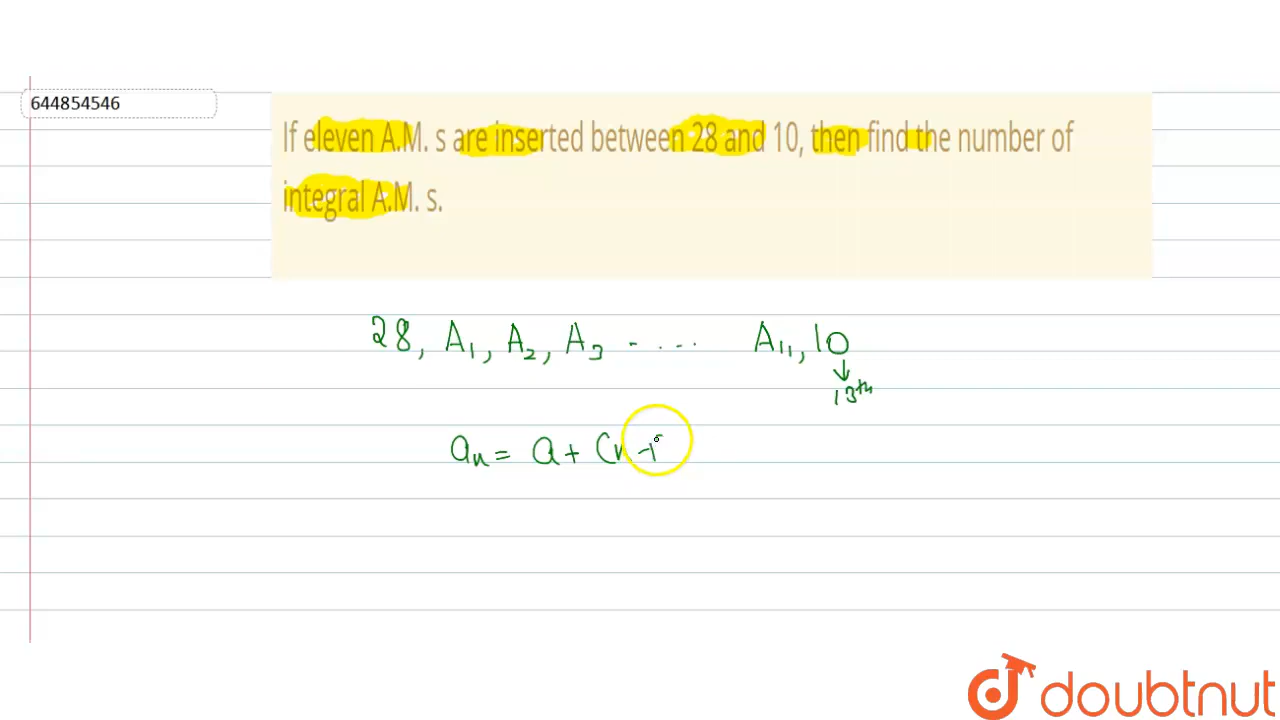 644854546
If eleven A.M. s are inserted between 28 and 10, then find the number of
integral A.M. s.
28, A₁, A₂, A₃ - .... A₁₁, 10
↓
13th
aₙ = a + (n -1
doubtnut